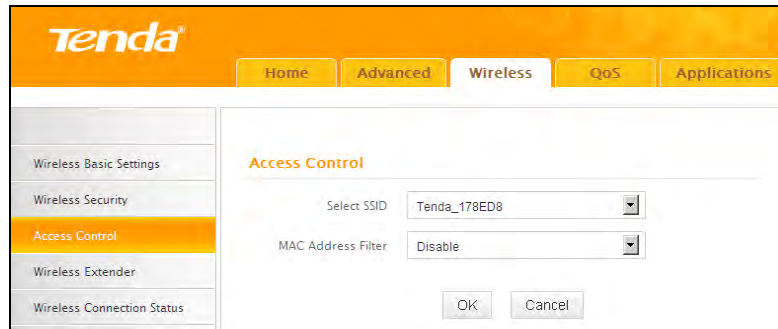 Tenda
Home Advanced Wireless QoS Applications
Wireless Basic Settings
Wireless Security
Access Control
Wireless Extender
Wireless Connection Status
Access Control
Select SSID Tenda_178ED8
MAC Address Filter Disable
OK Cancel